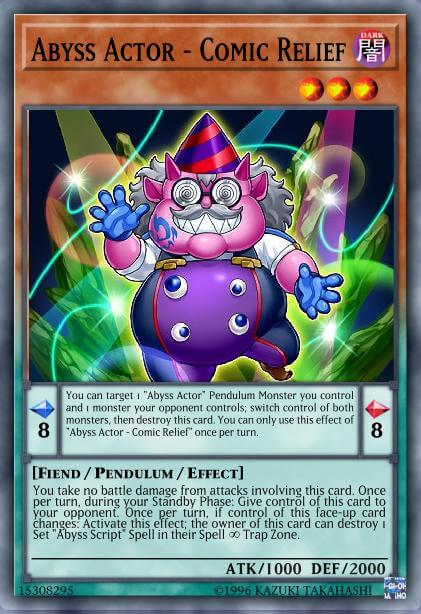 Abyss Actor - Comic Relief
DARK
闇
You can target 1 "Abyss Actor" Pendulum Monster you control
and 1 monster your opponent controls; switch control of both
monsters, then destroy this card. You can only use this effect of
"Abyss Actor - Comic Relief" once per turn.
8
8
[Fiend / Pendulum / Effect]
You take no battle damage from attacks involving this card. Once
per turn, during your Standby Phase: Give control of this card to
your opponent. Once per turn, if control of this face-up card
changes: Activate this effect; the owner of this card can destroy 1
Set "Abyss Script" Spell in their Spell ∞ Trap Zone.
ATK/1000 DEF/2000
15308295
©1996 KAZUKI TAKAHASHI